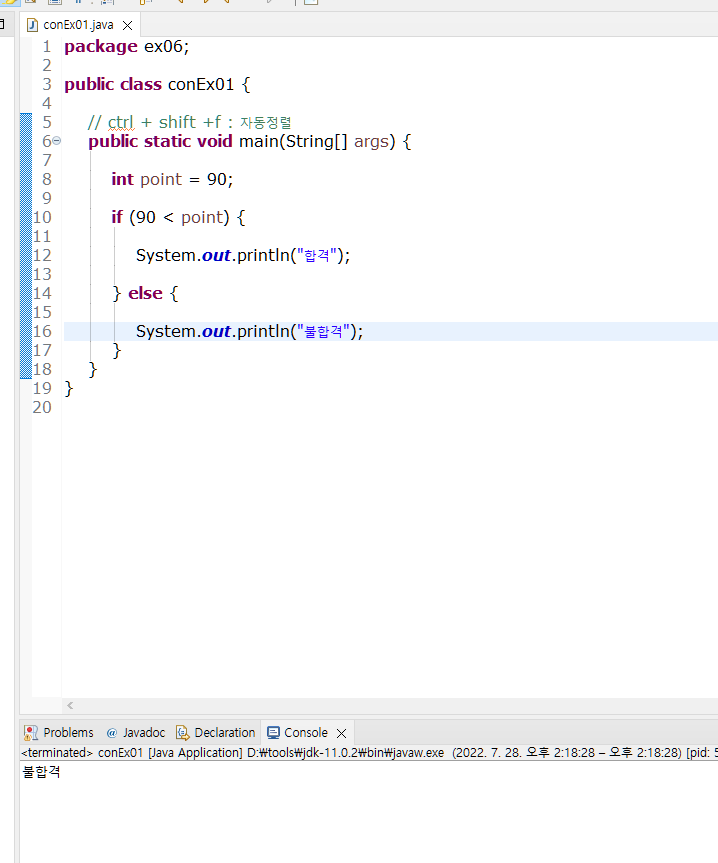 conEx01.java
1 package ex06;
2
3 public class conEx01 {
4
5 // ctrl + shift +f : 자동정렬
6 public static void main(String[] args) {
7
8 int point = 90;
9
10 if (90 < point) {
11
12 System.out.println("합격");
13
14 } else {
15
16 System.out.println("불합격");
17 }
18 }
19 }
20
Problems @ Javadoc Declaration Console
<terminated> conEx01 [Java Application] D:₩tools₩jdk-11.0.2₩bin₩javaw.exe (2022. 7. 28. 오후 2:18:28 – 오후 2:18:28) [pid: 5
불합격